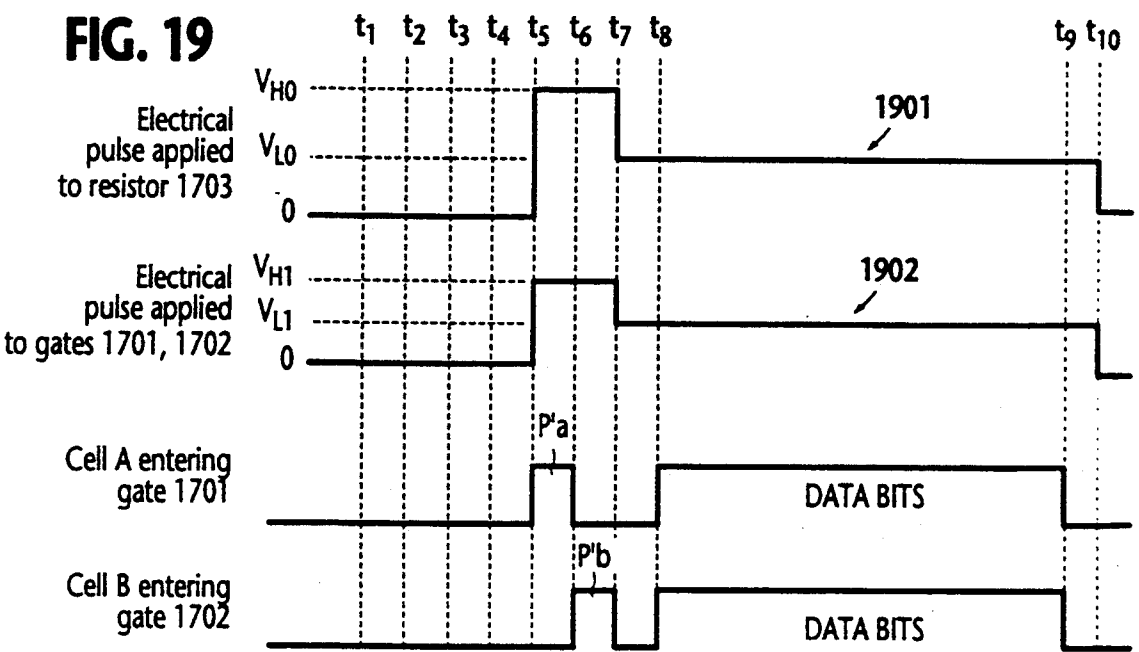 FIG. 19
t1 t2 t3 t4 t5 t6 t7 t8 t9 t10
VH0
Electrical
pulse applied
to resistor 1703
VL0
0
1901
Electrical
pulse applied
to gates 1701, 1702
VH1
VL1
0
1902
P'a
Cell A entering
gate 1701
DATA BITS
P'b
Cell B entering
gate 1702
DATA BITS